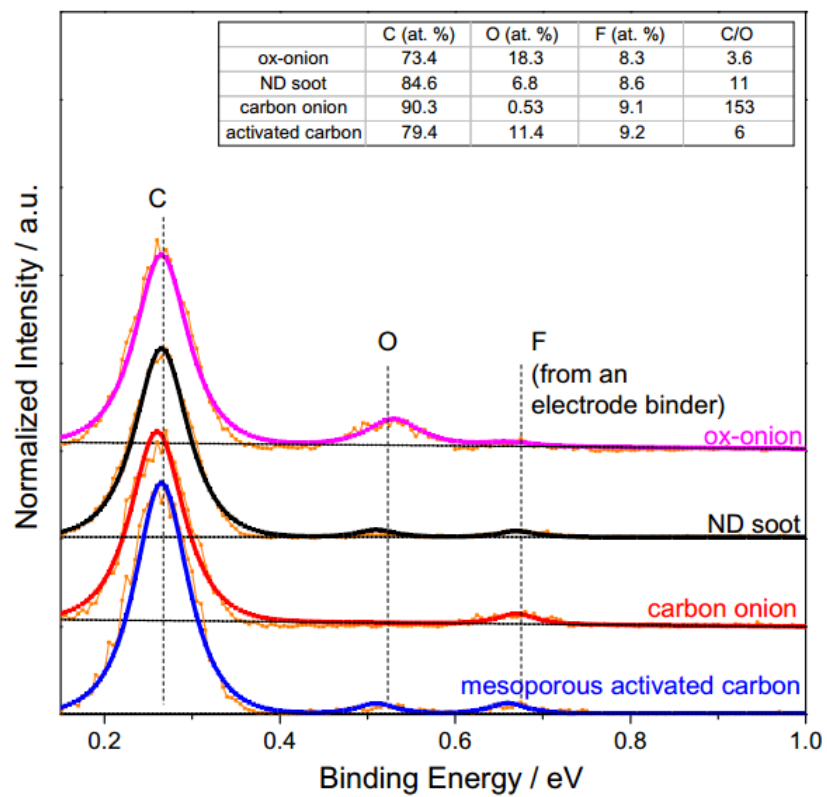 C (at. %) O (at. %) F (at. %) C/O
ox-onion 73.4 18.3 8.3 3.6
ND soot 84.6 6.8 8.6 11
carbon onion 90.3 0.53 9.1 153
activated carbon 79.4 11.4 9.2 6
C
O
F
(from an
electrode binder)
ox-onion
ND soot
carbon onion
mesoporous activated carbon
Normalized Intensity / a.u.
0.2 0.4 0.6 0.8 1.0
Binding Energy / eV